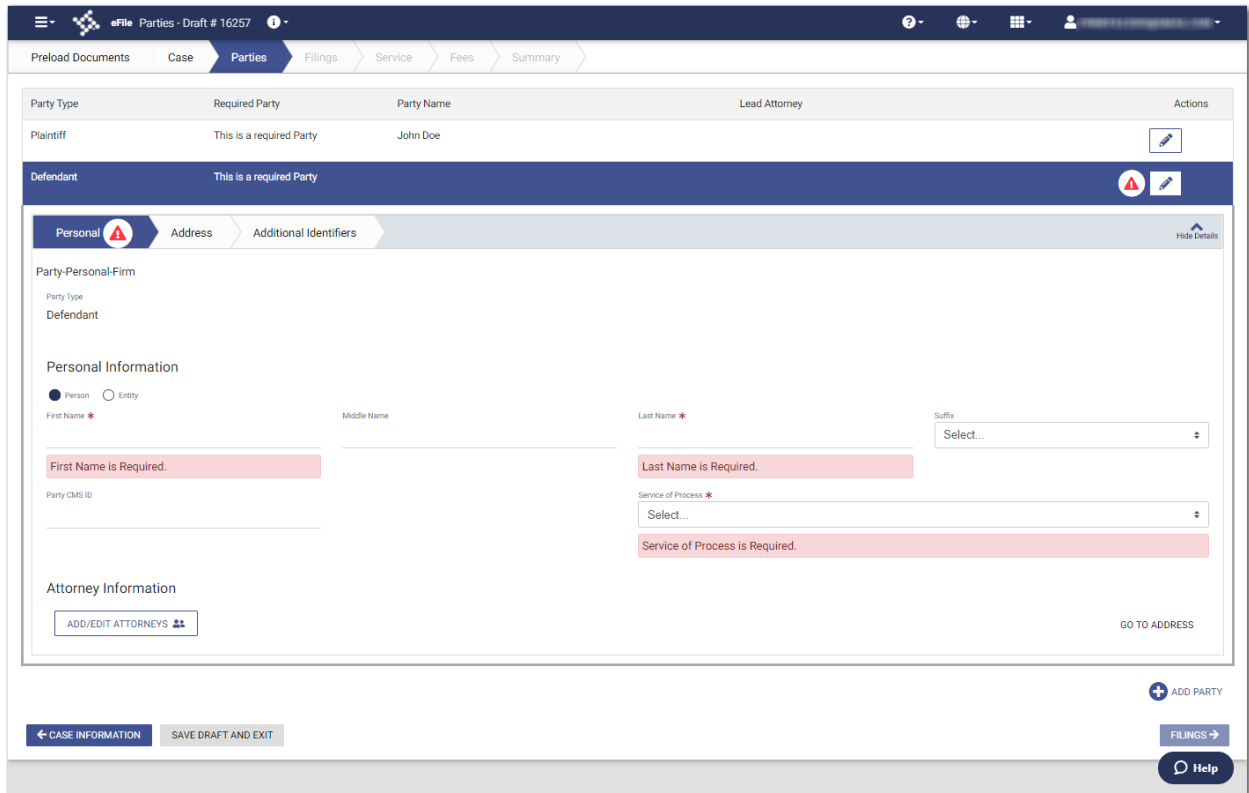 eFile Parties - Draft # 16257
Preload Documents Case Parties Filings Service Fees Summary
Party Type Required Party Party Name Lead Attorney Actions
Plaintiff This is a required Party John Doe
Defendant This is a required Party
Personal Address Additional Identifiers Hide Details
Party-Personal-Firm
Party Type
Defendant
Personal Information
Person Entity
First Name * Middle Name Last Name * Suffix
Select...
First Name is Required. Last Name is Required.
Party CMS ID Service of Process *
Select...
Service of Process is Required.
Attorney Information
ADD/EDIT ATTORNEYS GO TO ADDRESS
ADD PARTY
CASE INFORMATION SAVE DRAFT AND EXIT FILINGS
Help